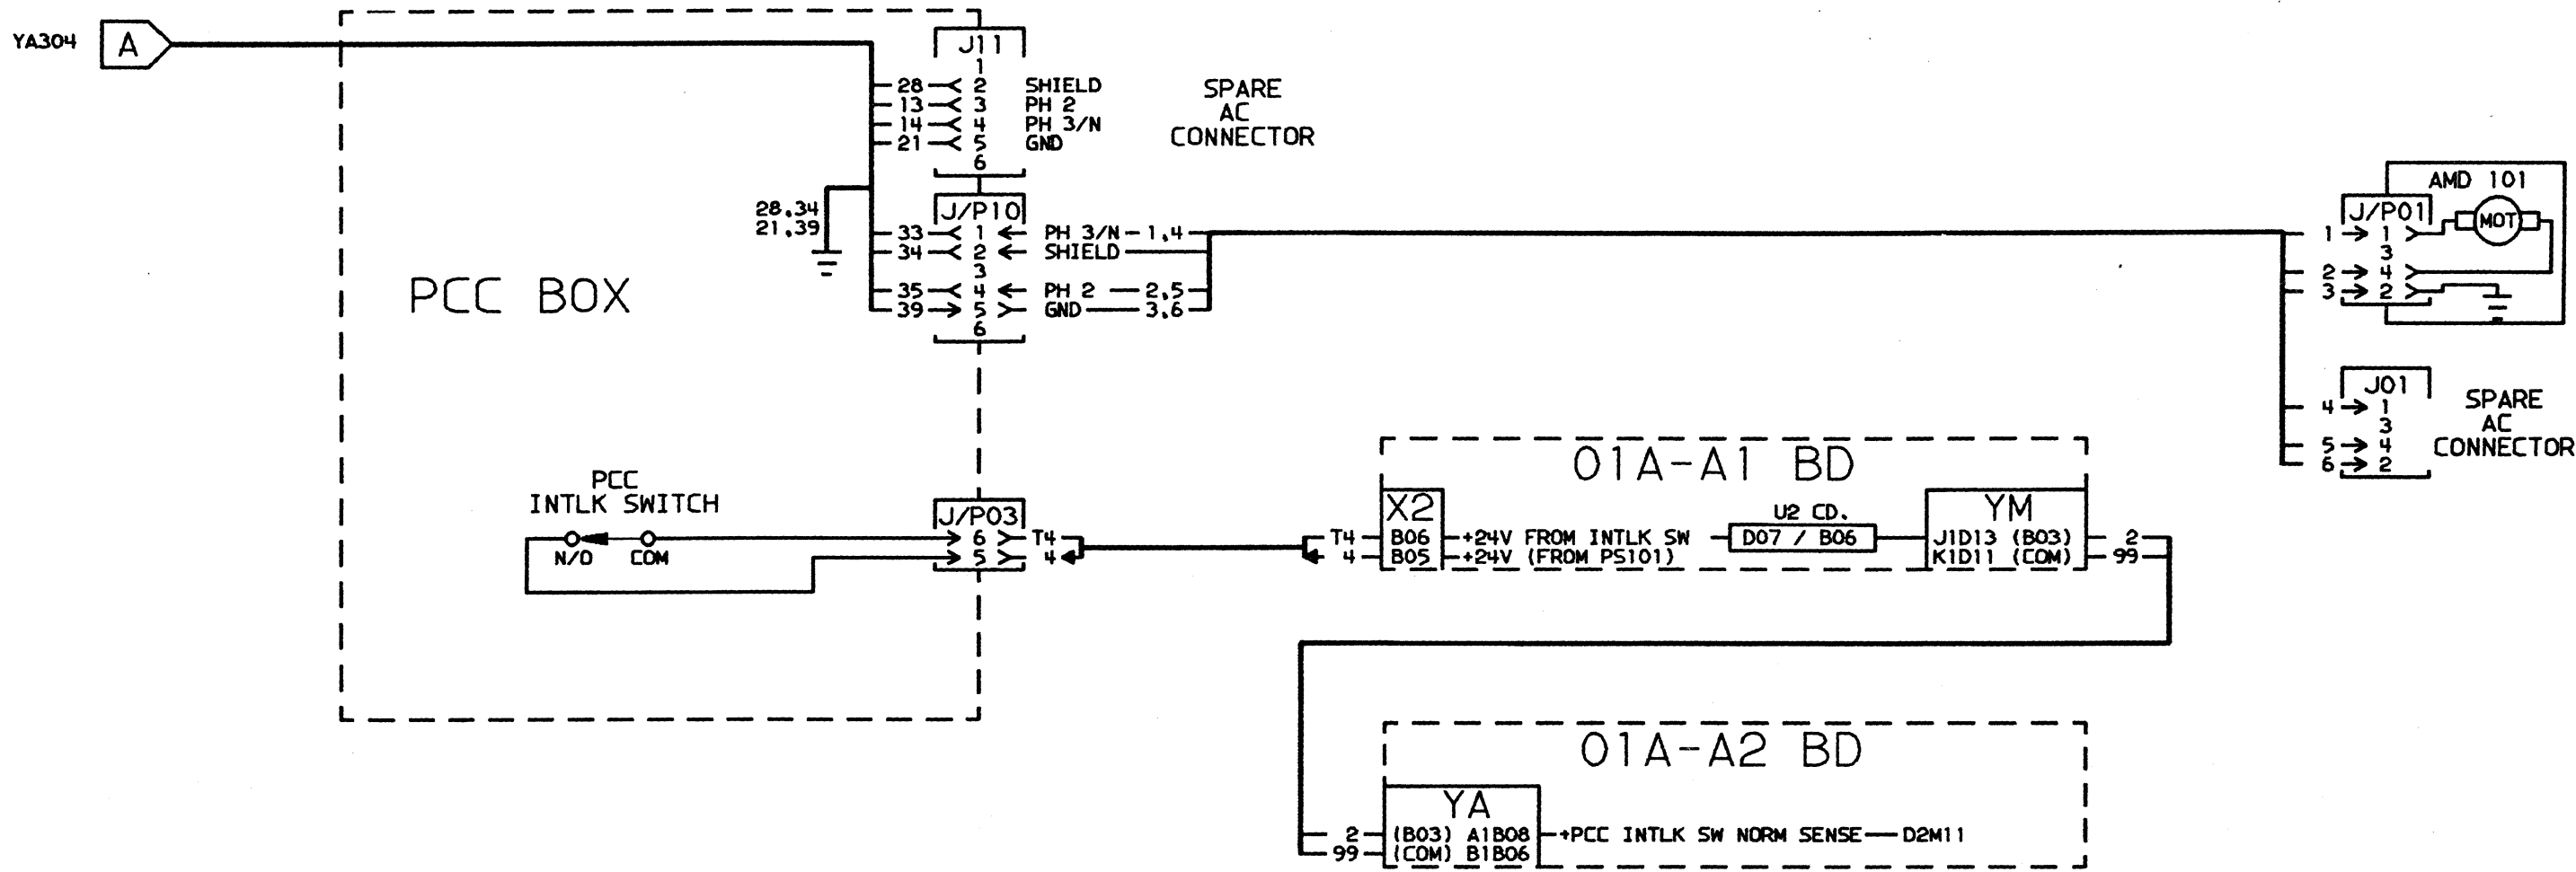 YA304
A
J11
1
28 2 SHIELD
13 3 PH 2
14 4 PH 3/N
21 5 GND
6
SPARE
AC
CONNECTOR
28,34
21,39
J/P10
33 1 PH 3/N 1,4
34 2 SHIELD
3
35 4 PH 2 2,5
39 5 GND 3,6
6
PCC BOX
AMD 101
J/P01
MOT
1 1
3
2 4
3 2
J01
4 1
3
5 4
6 2
SPARE
AC
CONNECTOR
PCC
INTLK SWITCH
N/O COM
J/P03
6 T4
5 4
01A-A1 BD
X2
T4 B06 +24V FROM INTLK SW
4 B05 +24V (FROM PS101)
U2 CD.
D07 / B06
YM
J1D13 (B03) 2
K1D11 (COM) 99
01A-A2 BD
YA
2 (B03) A1B08 +PCC INTLK SW NORM SENSE D2M11
99 (COM) B1B06